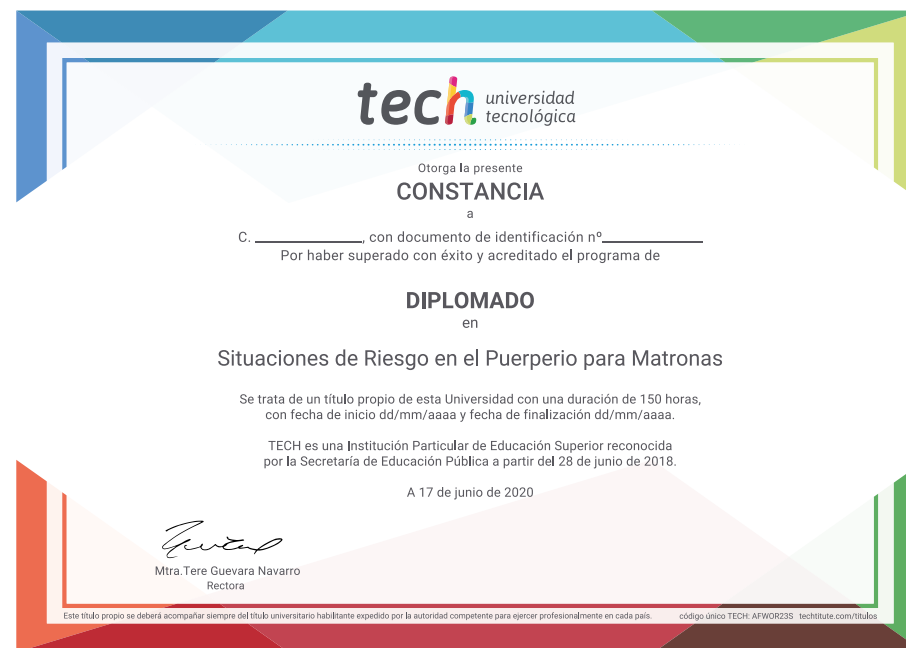 tech universidad
tecnológica
Otorga la presente
CONSTANCIA
a
C. ____________, con documento de identificación nº____________
Por haber superado con éxito y acreditado el programa de
DIPLOMADO
en
Situaciones de Riesgo en el Puerperio para Matronas
Se trata de un título propio de esta Universidad con una duración de 150 horas,
con fecha de inicio dd/mm/aaaa y fecha de finalización dd/mm/aaaa.
TECH es una Institución Particular de Educación Superior reconocida
por la Secretaría de Educación Pública a partir del 28 de junio de 2018.
A 17 de junio de 2020
Mtra.Tere Guevara Navarro
Rectora
Este título propio se deberá acompañar siempre del título universitario habilitante expedido por la autoridad competente para ejercer profesionalmente en cada país. código único TECH: AFWOR23S techtitute.com/titulos